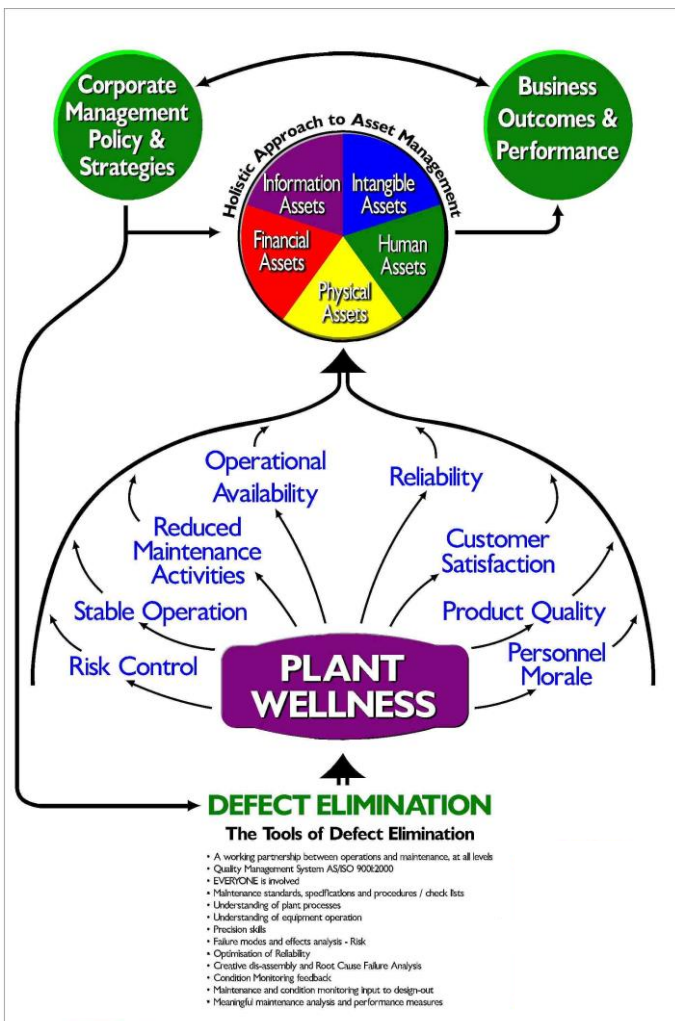 Corporate
Management
Policy &
Strategies
Business
Outcomes &
Performance
Holistic Approach to Asset Management
Information
Assets
Intangible
Assets
Financial
Assets
Human
Assets
Physical
Assets
Operational
Availability
Reliability
Reduced
Maintenance
Activities
Customer
Satisfaction
Stable Operation
Product Quality
Risk Control
Personnel
Morale
PLANT
WELLNESS
DEFECT ELIMINATION
The Tools of Defect Elimination
• A working partnership between operations and maintenance, at all levels
• Quality Management System AS/ISO 9001:2000
• EVERYONE is involved
• Maintenance standards, specifications and procedures / check lists
• Understanding of plant processes
• Understanding of equipment operation
• Precision skills
• Failure modes and effects analysis - Risk
• Optimisation of Reliability
• Creative dis-assembly and Root Cause Failure Analysis
• Condition Monitoring feedback
• Maintenance and condition monitoring input to design-out
• Meaningful maintenance analysis and performance measures